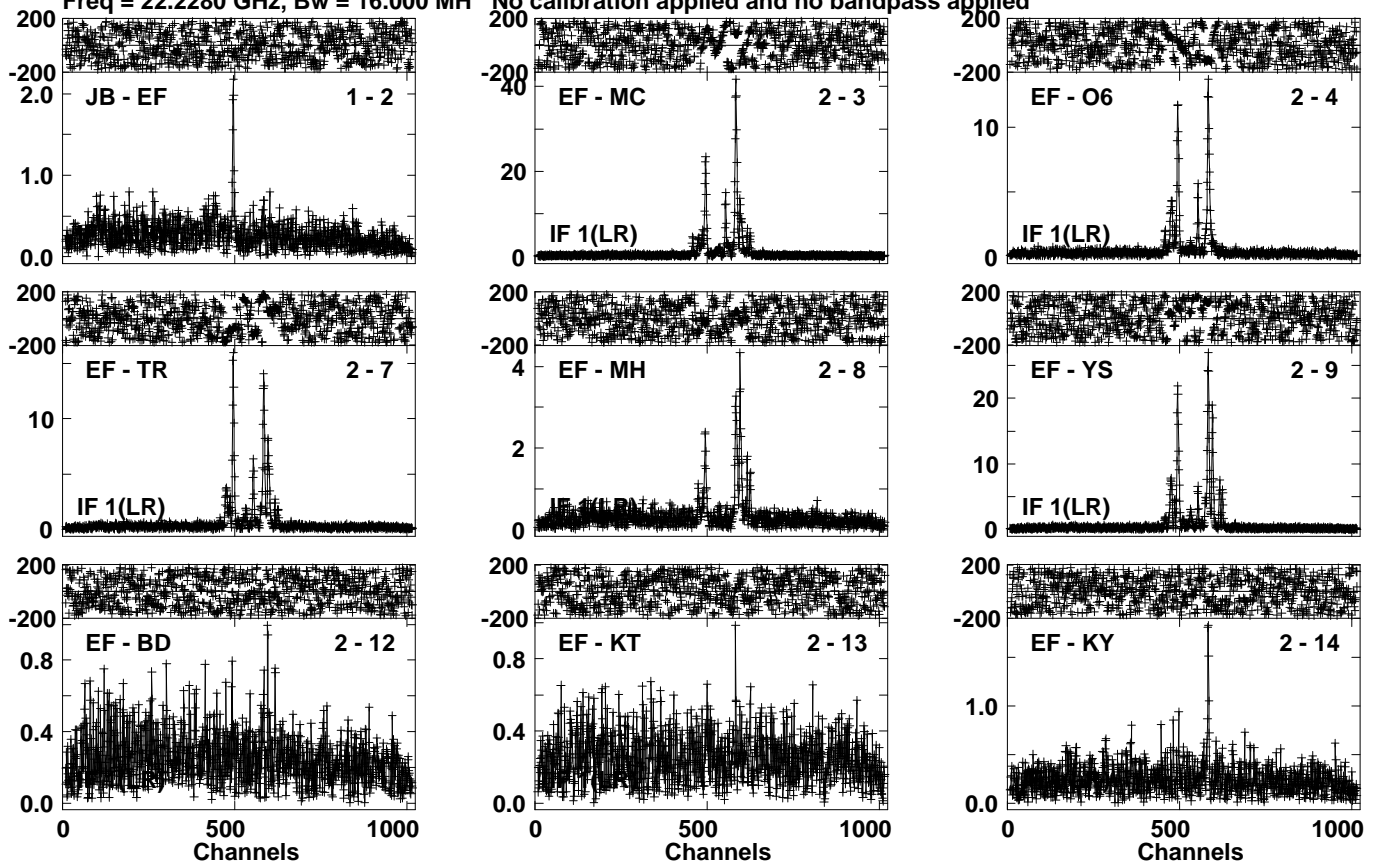 Freq = 22.2280 GHz, Bw = 16.000 MH No calibration applied and no bandpass applied
200 200 200
-200 -200 -200
JB - EF 1 - 2 EF - MC 2 - 3 EF - O6 2 - 4
2.0 40 10
1.0 20
IF 1(LR) IF 1(LR)
0.0 0 0
200 200 200
-200 -200 -200
EF - TR 2 - 7 EF - MH 2 - 8 EF - YS 2 - 9
10 4 20
2 10
IF 1(LR) IF 1(LR) IF 1(LR)
0 0 0
200 200 200
-200 -200 -200
EF - BD 2 - 12 EF - KT 2 - 13 EF - KY 2 - 14
0.8 0.8
0.4 0.4 1.0
0.0 0.0 0.0
0 500 1000 0 500 1000 0 500 1000
Channels Channels Channels